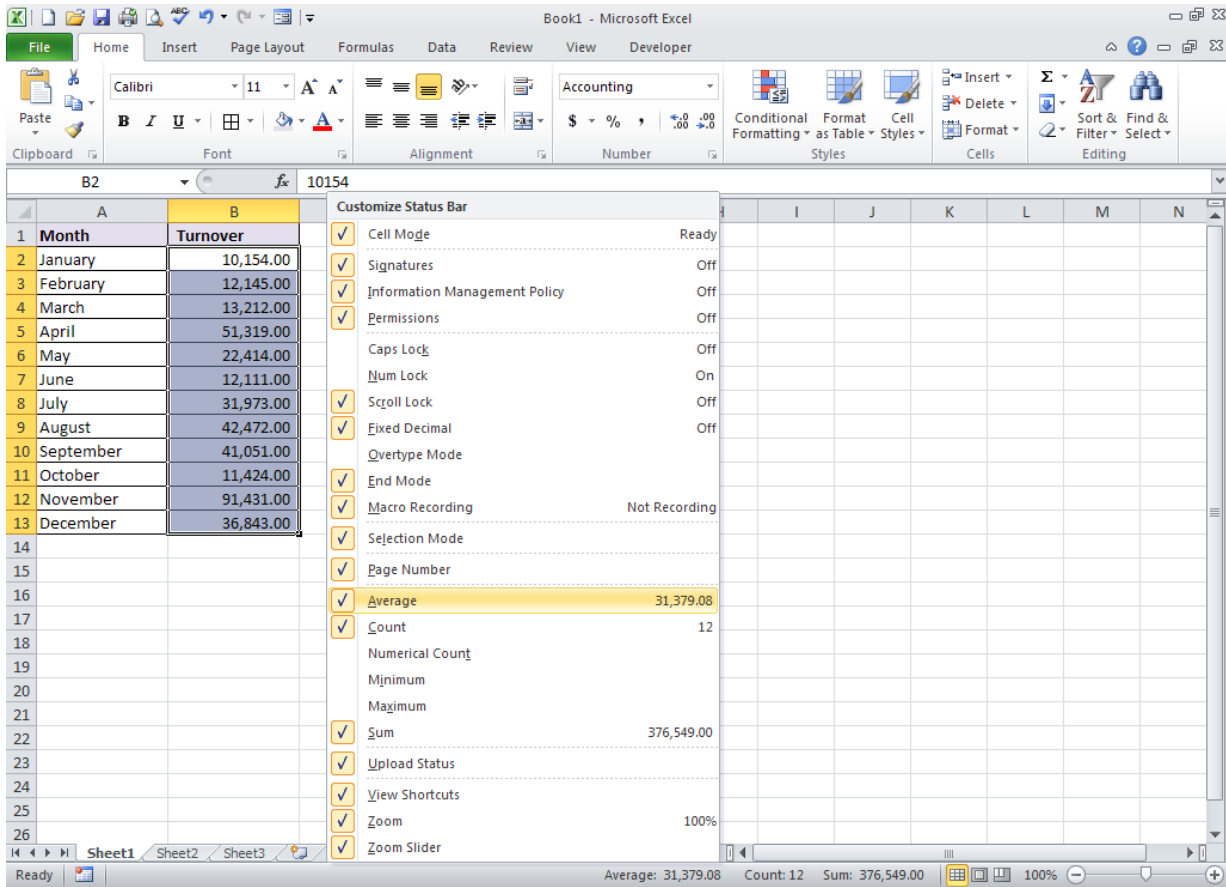 Book1 - Microsoft Excel
File Home Insert Page Layout Formulas Data Review View Developer
Calibri 11 A A Accounting Insert Σ
Paste Delete
B I U A $ % , .0 .00 .00 .0 Conditional Formatting Format as Table Cell Styles Format Sort & Filter Find & Select
Clipboard Font Alignment Number Styles Cells Editing
B2 fx 10154
A B I J K L M N
1 Month Turnover
2 January 10,154.00
3 February 12,145.00
4 March 13,212.00
5 April 51,319.00
6 May 22,414.00
7 June 12,111.00
8 July 31,973.00
9 August 42,472.00
10 September 41,051.00
11 October 11,424.00
12 November 91,431.00
13 December 36,843.00
14
15
16
17
18
19
20
21
22
23
24
25
26
Customize Status Bar
Cell Mode Ready
Signatures Off
Information Management Policy Off
Permissions Off
Caps Lock Off
Num Lock On
Scroll Lock Off
Fixed Decimal Off
Overtype Mode
End Mode
Macro Recording Not Recording
Selection Mode
Page Number
Average 31,379.08
Count 12
Numerical Count
Minimum
Maximum
Sum 376,549.00
Upload Status
View Shortcuts
Zoom 100%
Zoom Slider
Sheet1 Sheet2 Sheet3
Ready Average: 31,379.08 Count: 12 Sum: 376,549.00 100%